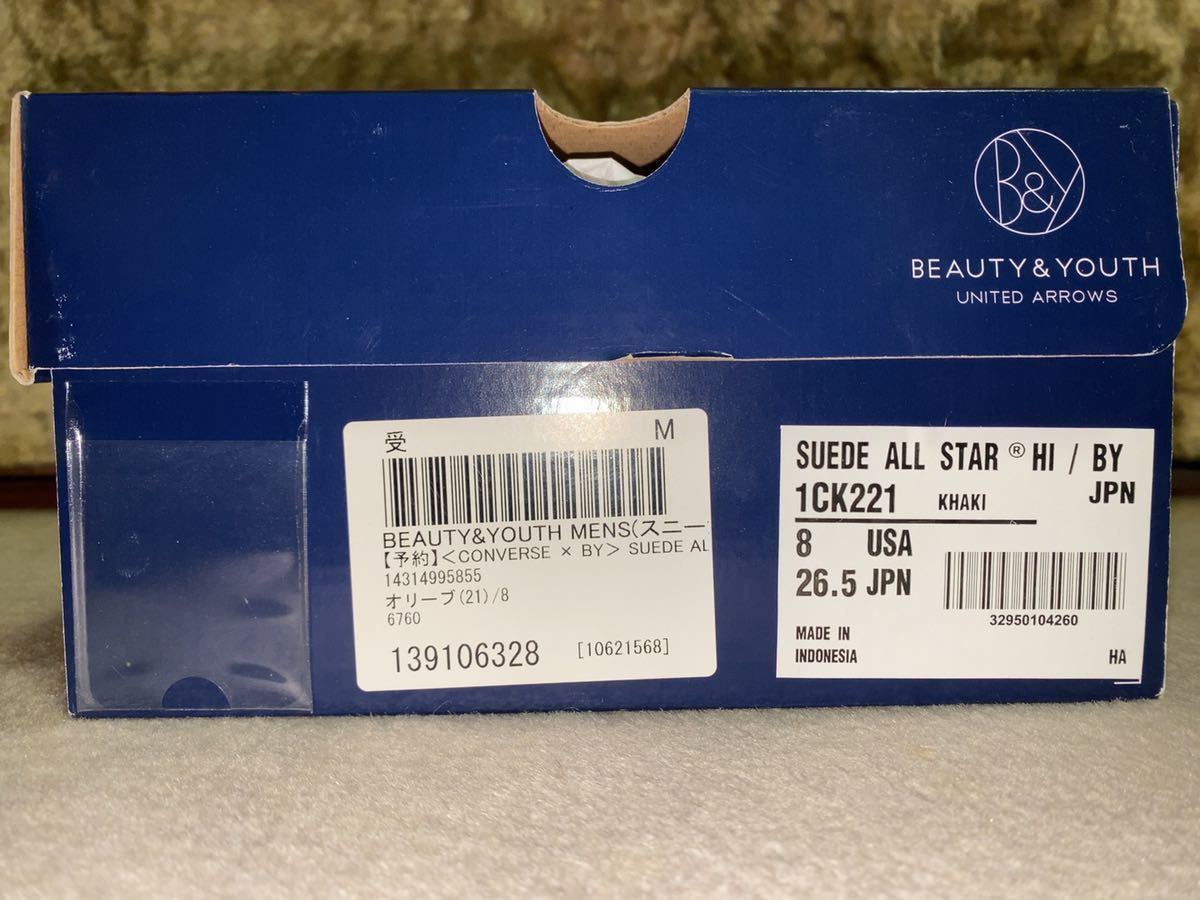 B&Y
BEAUTY&YOUTH
UNITED ARROWS
受 M
BEAUTY&YOUTH MENS(スニー
【予約】<CONVERSE × BY> SUEDE AL
14314995855
オリーブ(21)/8
6760
139106328 [10621568]
SUEDE ALL STAR ® HI / BY
1CK221 KHAKI JPN
8 USA
26.5 JPN
32950104260
MADE IN
INDONESIA HA